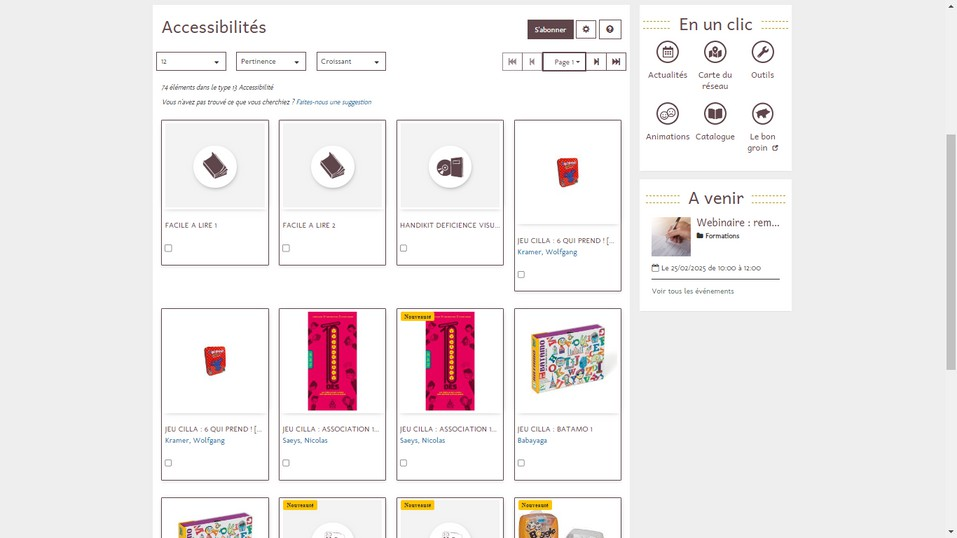 Accessibilités
S'abonner
12
Pertinence
Croissant
Page 1
74 éléments dans le type 13 Accessibilité
Vous n'avez pas trouvé ce que vous cherchiez ? Faites-nous une suggestion
FACILE A LIRE 1
FACILE A LIRE 2
HANDIKIT DEFICIENCE VISU...
JEU CILLA : 6 QUI PREND ! [...
Kramer, Wolfgang
JEU CILLA : 6 QUI PREND ! [...
Kramer, Wolfgang
JEU CILLA : ASSOCIATION 1...
Saeys, Nicolas
Nouveauté
JEU CILLA : ASSOCIATION 1...
Saeys, Nicolas
BATAMO
JEU CILLA : BATAMO 1
Babayaga
Nouveauté
Nouveauté
Nouveauté
En un clic
Actualités
Carte du
réseau
Outils
Animations
Catalogue
Le bon
groin
A venir
Webinaire : rem...
Formations
Le 25/02/2025 de 10:00 à 12:00
Voir tous les événements